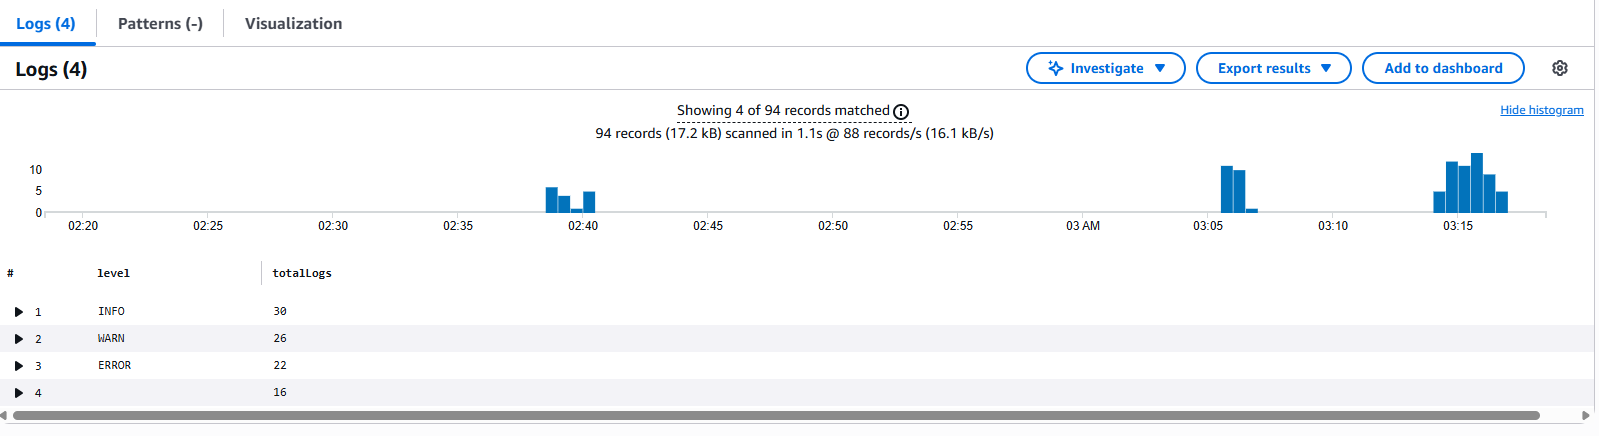 Logs (4) Patterns (-) Visualization
Logs (4) Investigate Export results Add to dashboard
Showing 4 of 94 records matched Hide histogram
94 records (17.2 kB) scanned in 1.1s @ 88 records/s (16.1 kB/s)
10
5
0
02:20 02:25 02:30 02:35 02:40 02:45 02:50 02:55 03 AM 03:05 03:10 03:15
# level totalLogs
1 INFO 30
2 WARN 26
3 ERROR 22
4 16